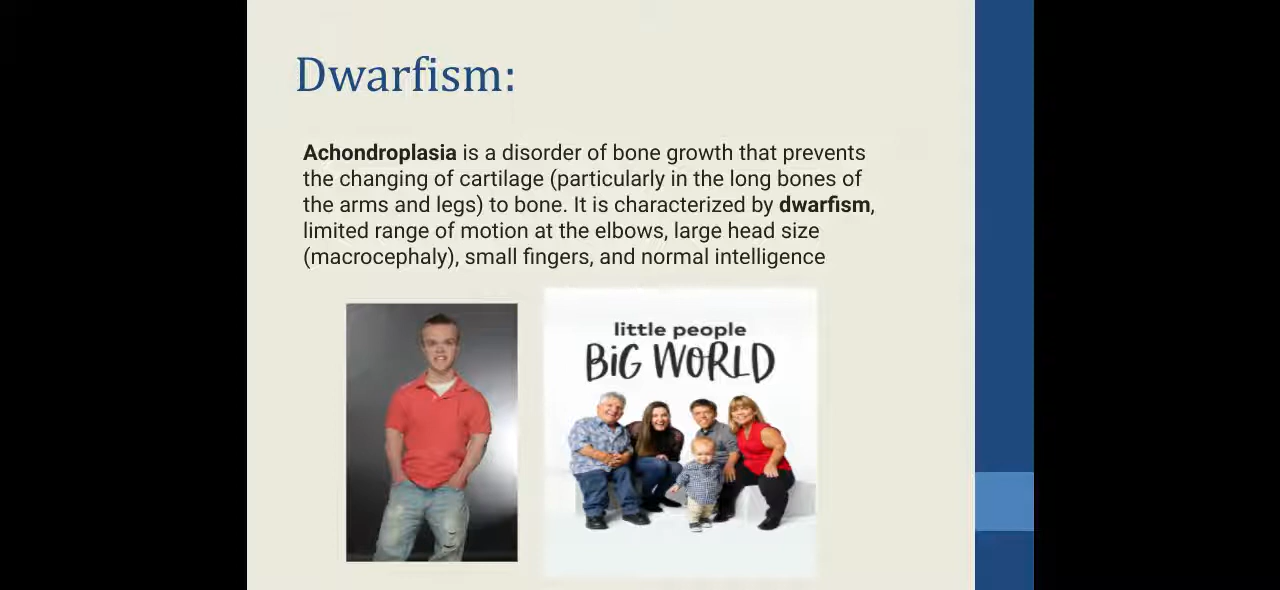 Dwarfism:
Achondroplasia is a disorder of bone growth that prevents
the changing of cartilage (particularly in the long bones of
the arms and legs) to bone. It is characterized by dwarfism,
limited range of motion at the elbows, large head size
(macrocephaly), small fingers, and normal intelligence
little people
BiG WORLD